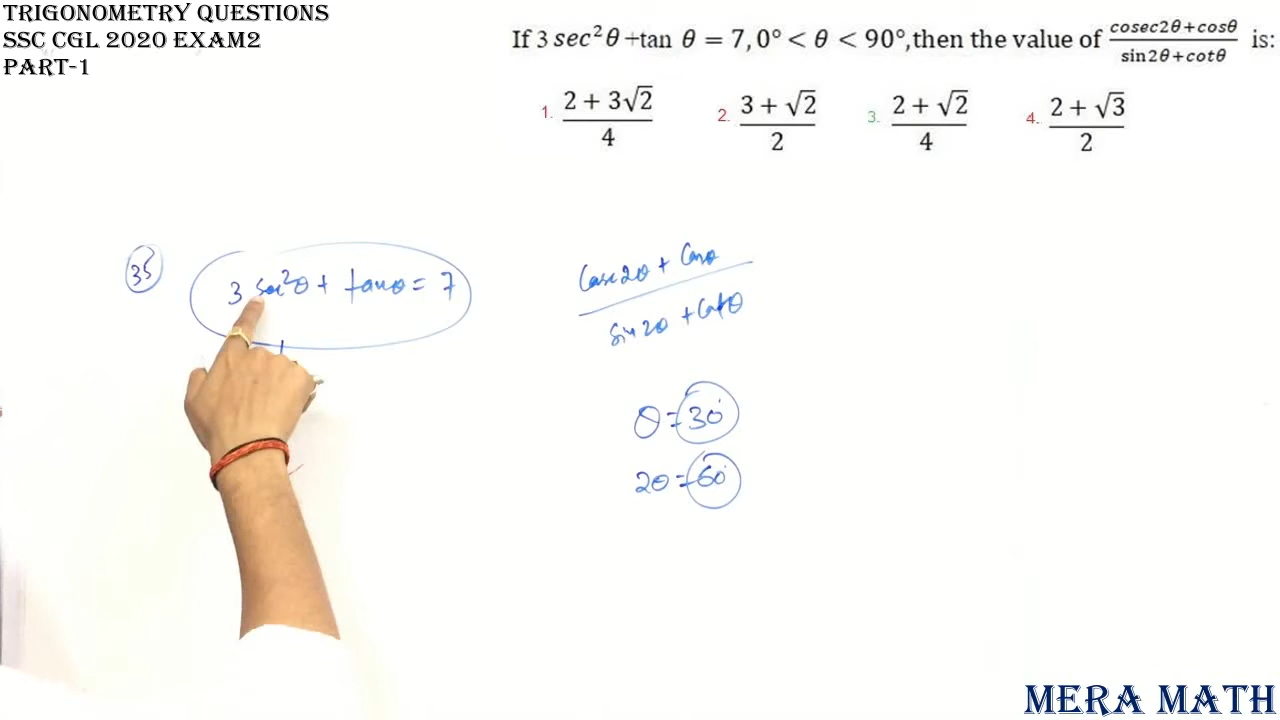 TRIGONOMETRY QUESTIONS
SSC CGL 2020 EXAM2
PART-1
If 3 sec²θ+tan θ = 7, 0° < θ < 90°, then the value of (cosec2θ+cosθ)/(sin2θ+cotθ) is:
1. (2 + 3√2)/4 2. (3 + √2)/2 3. (2 + √2)/4 4. (2 + √3)/2
35
3 sec²θ + tanθ = 7
Cosec2θ + Cosθ
sin2θ + Cotθ
θ = 30°
2θ = 60°
MERA MATH